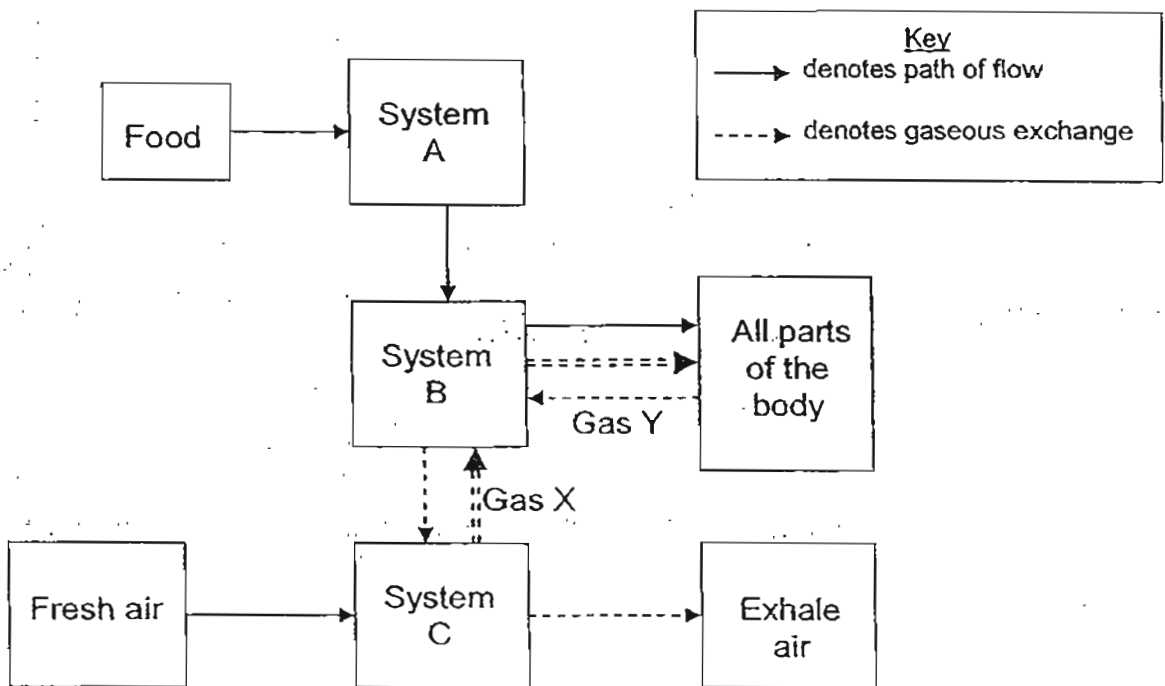 Key
denotes path of flow
denotes gaseous exchange
Food
System
A
System
B
All parts
of the
body
Gas Y
Gas X
Fresh air
System
C
Exhale
air